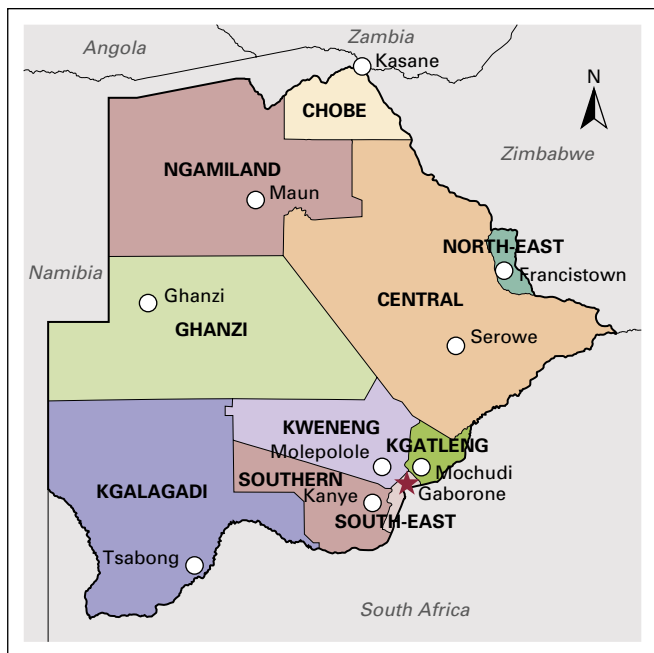 Angola
Zambia
Kasane
N
CHOBE
Zimbabwe
NGAMILAND
Maun
NORTH-EAST
Namibia
Francistown
Ghanzi
CENTRAL
GHANZI
Serowe
KWENENG
KGATLENG
Molepolole
Mochudi
SOUTHERN
KGALAGADI
Gaborone
Kanye
SOUTH-EAST
Tsabong
South Africa